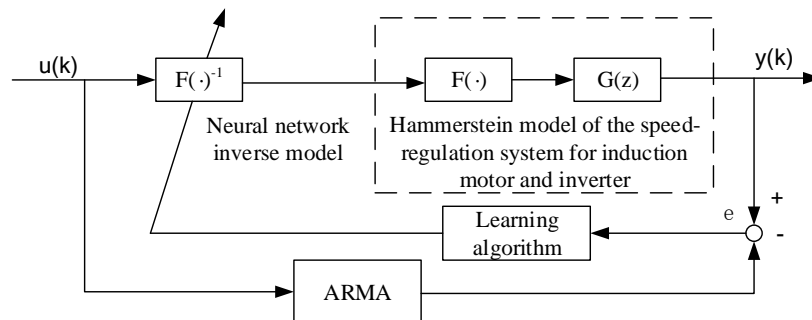 u(k)
F(·)⁻¹
F(·)
G(z)
y(k)
Neural network
inverse model
Hammerstein model of the speed-
regulation system for induction
motor and inverter
+
e
-
Learning
algorithm
ARMA